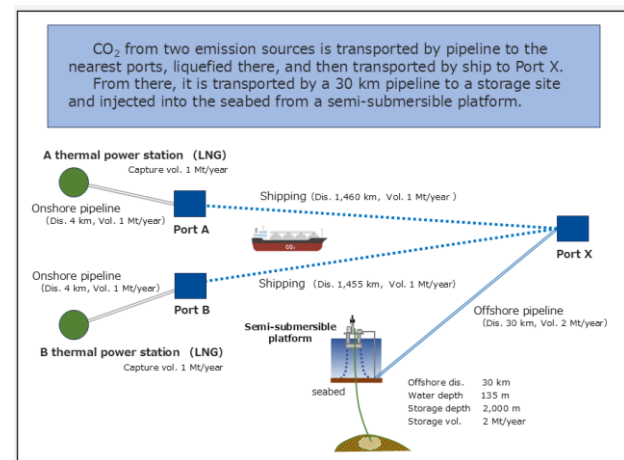 CO₂ from two emission sources is transported by pipeline to the
nearest ports, liquefied there, and then transported by ship to Port X.
From there, it is transported by a 30 km pipeline to a storage site
and injected into the seabed from a semi-submersible platform.
A thermal power station (LNG)
Capture vol. 1 Mt/year
Onshore pipeline
(Dis. 4 km, Vol. 1 Mt/year)
Port A
Shipping (Dis. 1,460 km, Vol. 1 Mt/year )
CO₂
Port X
Onshore pipeline
(Dis. 4 km, Vol. 1 Mt/year)
Port B
Shipping (Dis. 1,455 km, Vol. 1 Mt/year)
B thermal power station (LNG)
Capture vol. 1 Mt/year
Offshore pipeline
(Dis. 30 km, Vol. 2 Mt/year)
Semi-submersible
platform
seabed
Offshore dis. 30 km
Water depth 135 m
Storage depth 2,000 m
Storage vol. 2 Mt/year